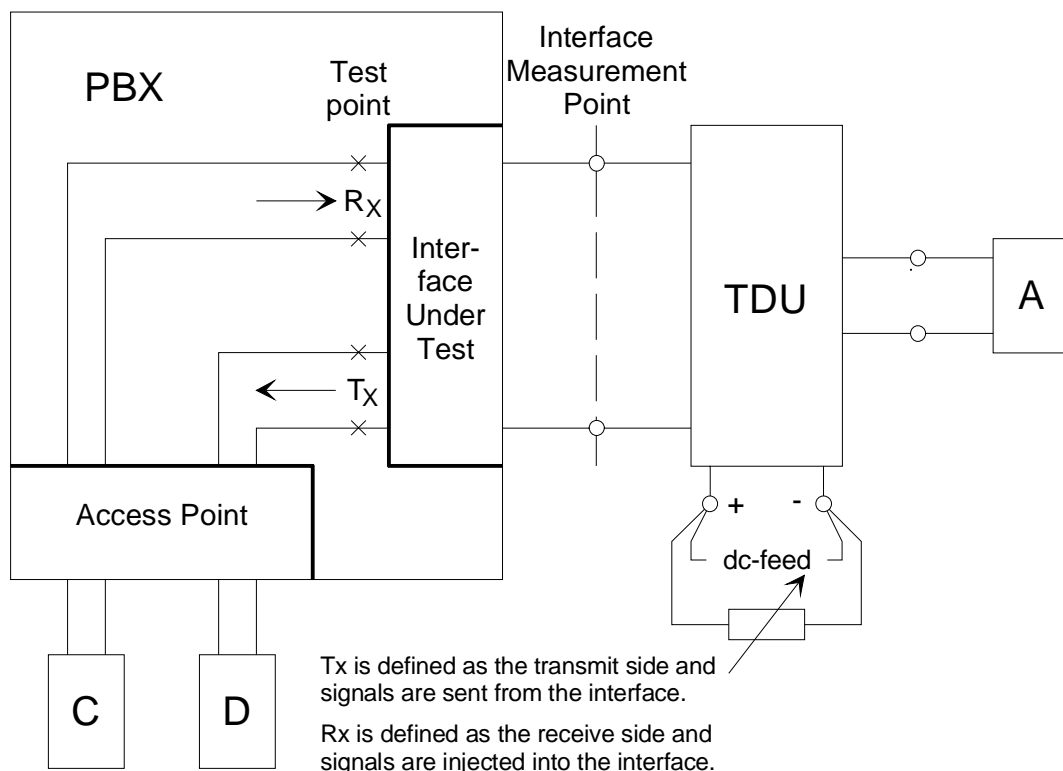 PBX
Test
point
Interface
Measurement
Point
RX
Inter-
face
Under
Test
TX
TDU
A
Access Point
+ -
dc-feed
C
D
Tx is defined as the transmit side and
signals are sent from the interface.
Rx is defined as the receive side and
signals are injected into the interface.